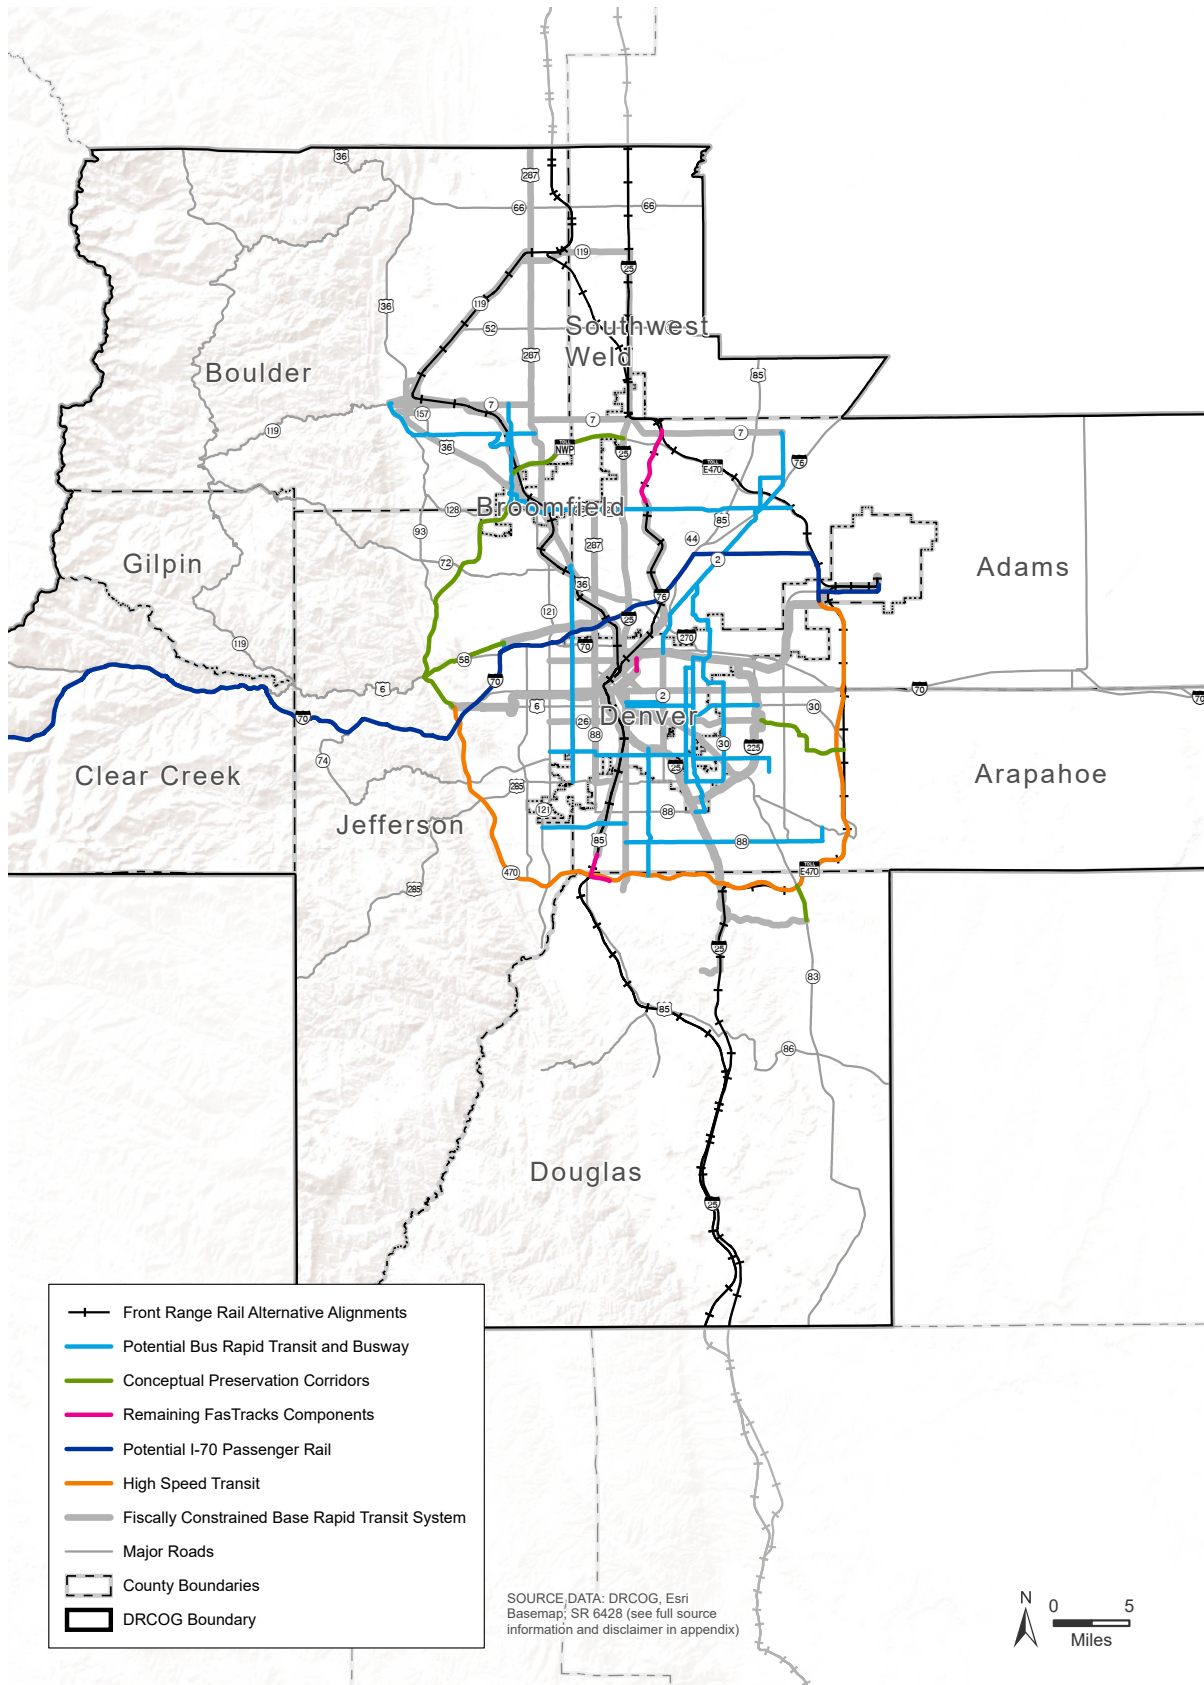 36
287
66
66
119
25
36
119
52
Southwest
Weld
287
Boulder
85
7
157
7
7
119
36
TOLL
NWP
25
TOLL
E470
76
Broomfield
128
85
93
44
287
72
2
Gilpin
36
Adams
76
121
25
119
270
70
58
70
6
2
70
70
70
6
30
26
Denver
88
30
225
74
25
Clear Creek
285
Arapahoe
121
88
Jefferson
85
88
470
TOLL
E470
285
25
83
85
86
Douglas
25
Front Range Rail Alternative Alignments
Potential Bus Rapid Transit and Busway
Conceptual Preservation Corridors
Remaining FasTracks Components
Potential I-70 Passenger Rail
High Speed Transit
Fiscally Constrained Base Rapid Transit System
Major Roads
County Boundaries
DRCOG Boundary
SOURCE DATA: DRCOG, Esri
Basemap; SR 6428 (see full source
information and disclaimer in appendix)
N
0 5
Miles